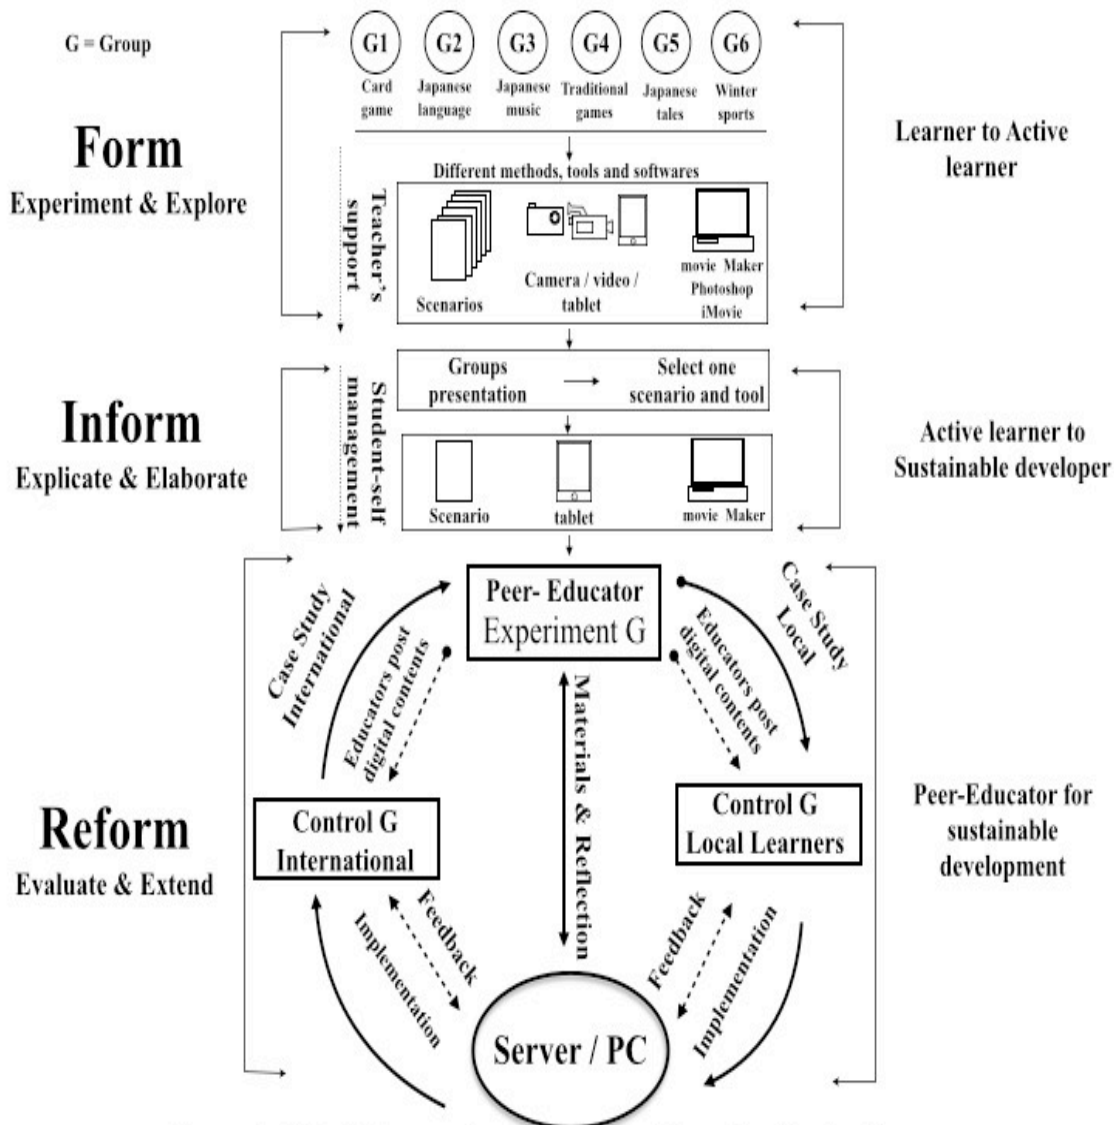 G = Group
G1
G2
G3
G4
G5
G6
Card
game
Japanese
language
Japanese
music
Traditional
games
Japanese
tales
Winter
sports
Form
Experiment & Explore
Learner to Active
learner
Different methods, tools and softwares
Teacher's
support
Scenarios
Camera / video /
tablet
movie Maker
Photoshop
iMovie
Inform
Explicate & Elaborate
Student-self
management
Groups
presentation
Select one
scenario and tool
Scenario
tablet
movie Maker
Active learner to
Sustainable developer
Reform
Evaluate & Extend
Peer- Educator
Experiment G
Case Study
International
Educators post
digital contents
Educators post
digital contents
Case Study
Local
Materials & Reflection
Control G
International
Control G
Local Learners
Peer-Educator for
sustainable
development
Feedback
Implementation
Feedback
Implementation
Server / PC